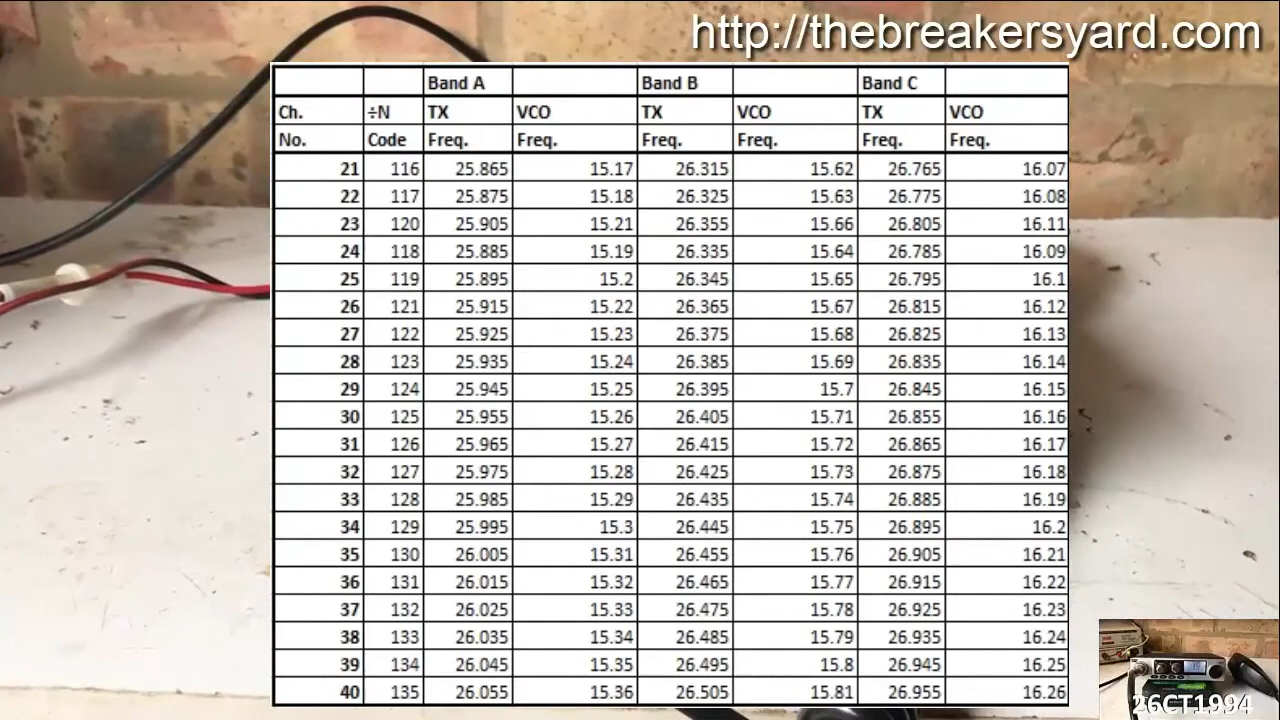 http://thebreakersyard.com
Band A Band B Band C
Ch. ÷N TX VCO TX VCO TX VCO
No. Code Freq. Freq. Freq. Freq. Freq. Freq.
21 116 25.865 15.17 26.315 15.62 26.765 16.07
22 117 25.875 15.18 26.325 15.63 26.775 16.08
23 120 25.905 15.21 26.355 15.66 26.805 16.11
24 118 25.885 15.19 26.335 15.64 26.785 16.09
25 119 25.895 15.2 26.345 15.65 26.795 16.1
26 121 25.915 15.22 26.365 15.67 26.815 16.12
27 122 25.925 15.23 26.375 15.68 26.825 16.13
28 123 25.935 15.24 26.385 15.69 26.835 16.14
29 124 25.945 15.25 26.395 15.7 26.845 16.15
30 125 25.955 15.26 26.405 15.71 26.855 16.16
31 126 25.965 15.27 26.415 15.72 26.865 16.17
32 127 25.975 15.28 26.425 15.73 26.875 16.18
33 128 25.985 15.29 26.435 15.74 26.885 16.19
34 129 25.995 15.3 26.445 15.75 26.895 16.2
35 130 26.005 15.31 26.455 15.76 26.905 16.21
36 131 26.015 15.32 26.465 15.77 26.915 16.22
37 132 26.025 15.33 26.475 15.78 26.925 16.23
38 133 26.035 15.34 26.485 15.79 26.935 16.24
39 134 26.045 15.35 26.495 15.8 26.945 16.25
40 135 26.055 15.36 26.505 15.81 26.955 16.26
26CT1994